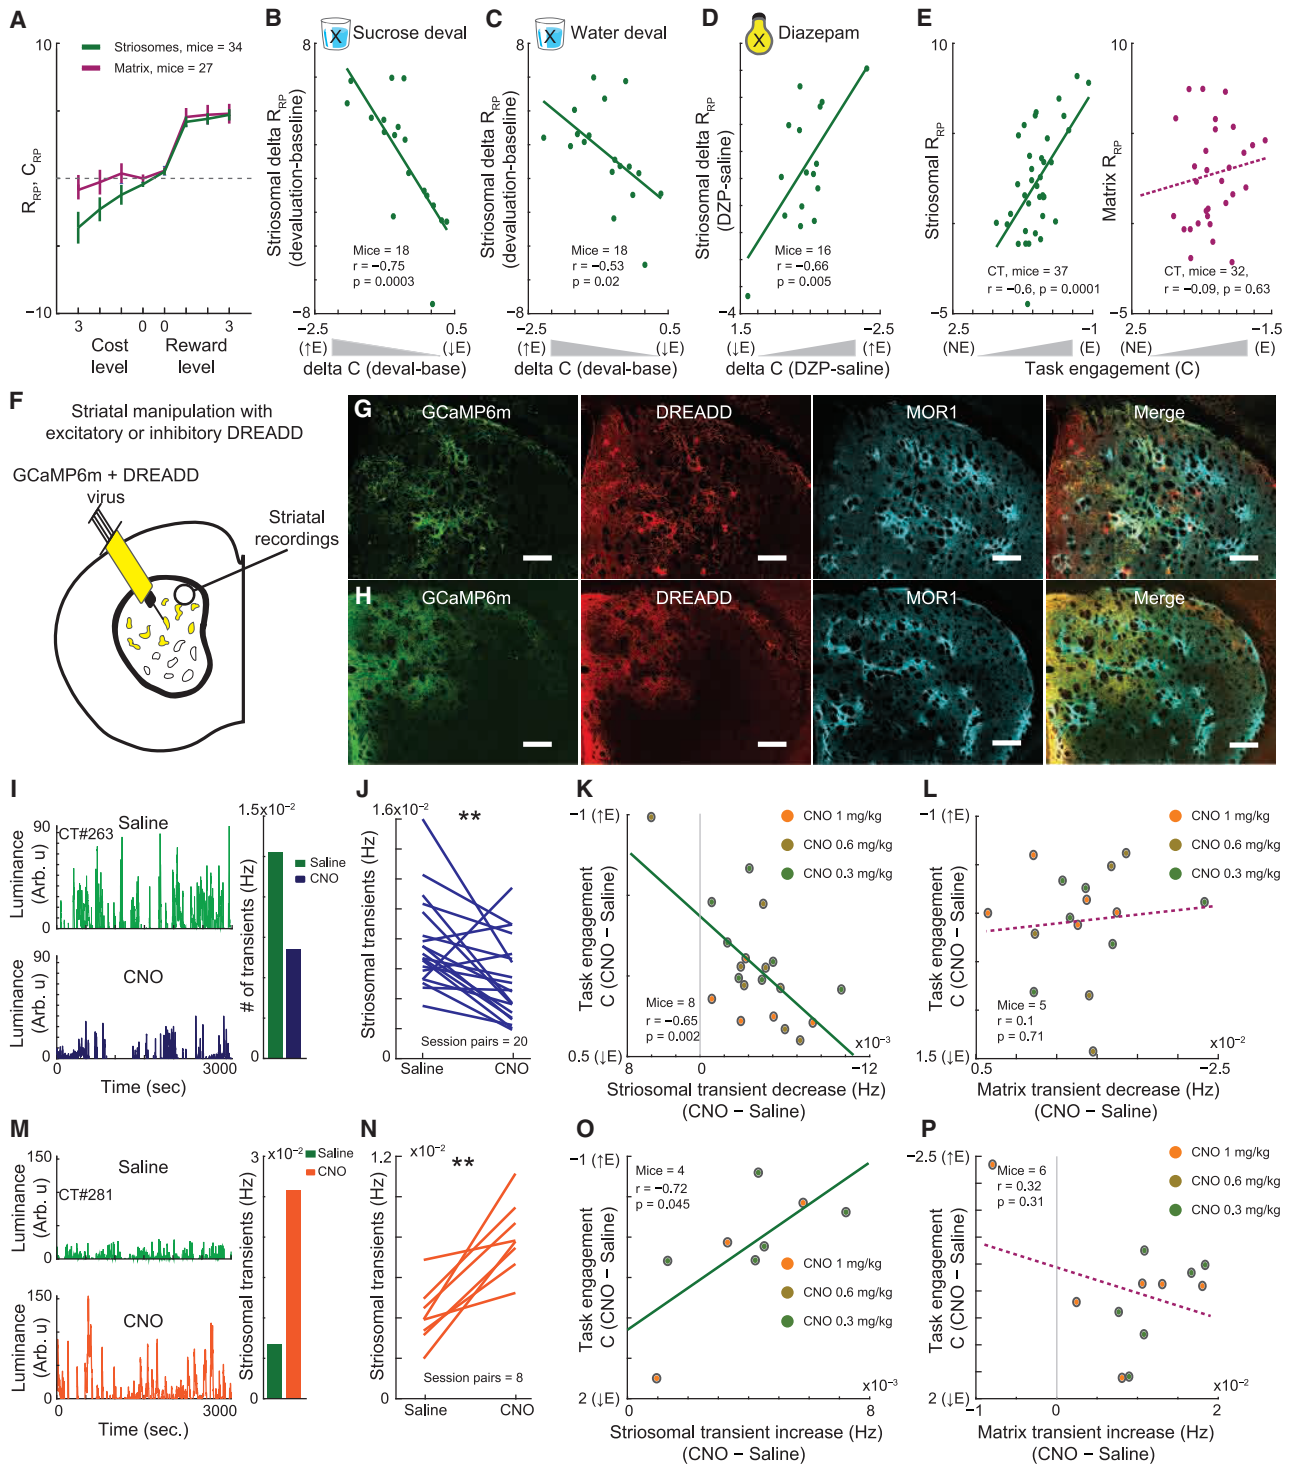 A
10
Striosomes, mice = 34
Matrix, mice = 27
R_RP, C_RP
−10
3
0
0
3
Cost level
Reward level
B
X
Sucrose deval
8
Striosomal delta R_RP
(devaluation-baseline)
Mice = 18
r = −0.75
p = 0.0003
−8
−2.5
0.5
(↑E)
(↓E)
delta C (deval-base)
C
X
Water deval
8
Striosomal delta R_RP
(devaluation-baseline)
Mice = 18
r = −0.53
p = 0.02
−8
−2.5
0.5
(↑E)
(↓E)
delta C (deval-base)
D
X
Diazepam
8
Striosomal delta R_RP
(DZP-saline)
Mice = 16
r = −0.66
p = 0.005
−4
1.5
−2.5
(↓E)
(↑E)
delta C (DZP-saline)
E
10
Striosomal R_RP
CT, mice = 37
r = −0.6, p = 0.0001
−5
2.5
−1
(NE)
(E)
10
Matrix R_RP
CT, mice = 32,
r = −0.09, p = 0.63
−5
2.5
−1.5
(NE)
(E)
Task engagement (C)
F
Striatal manipulation with
excitatory or inhibitory DREADD
GCaMP6m + DREADD
virus
Striatal
recordings
G
GCaMP6m
DREADD
MOR1
Merge
H
GCaMP6m
DREADD
MOR1
Merge
I
90
CT#263
Saline
Luminance
(Arb. u)
0
90
CNO
Luminance
(Arb. u)
0
0
3000
Time (sec)
1.5x10⁻²
Saline
CNO
# of transients (Hz)
0
J
1.6x10⁻²
**
Striosomal transients (Hz)
Session pairs = 20
0
Saline
CNO
K
−1 (↑E)
CNO 1 mg/kg
CNO 0.6 mg/kg
CNO 0.3 mg/kg
Task engagement
C (CNO − Saline)
Mice = 8
r = −0.65
p = 0.002
0.5 (↓E)
x10⁻³
8
0
−12
Striosomal transient decrease (Hz)
(CNO − Saline)
L
−1 (↑E)
CNO 1 mg/kg
CNO 0.6 mg/kg
CNO 0.3 mg/kg
Task engagement
C (CNO − Saline)
Mice = 5
r = 0.1
p = 0.71
1.5 (↓E)
x10⁻²
0.5
−2.5
Matrix transient decrease (Hz)
(CNO − Saline)
M
150
Saline
CT#281
Luminance
(Arb. u)
0
150
CNO
Luminance
(Arb. u)
0
0
3000
Time (sec.)
3
x10⁻²
Saline
CNO
Striosomal transients (Hz)
0
N
1.2
x10⁻²
**
Striosomal transients (Hz)
Session pairs = 8
0
Saline
CNO
O
−1 (↑E)
Mice = 4
r = −0.72
p = 0.045
Task engagement
C (CNO − Saline)
CNO 1 mg/kg
CNO 0.6 mg/kg
CNO 0.3 mg/kg
2 (↓E)
x10⁻³
0
8
Striosomal transient increase (Hz)
(CNO − Saline)
P
−2.5 (↑E)
Mice = 6
r = 0.32
p = 0.31
CNO 1 mg/kg
CNO 0.6 mg/kg
CNO 0.3 mg/kg
Task engagement
C (CNO − Saline)
2 (↓E)
x10⁻²
−1
0
2
Matrix transient increase (Hz)
(CNO − Saline)